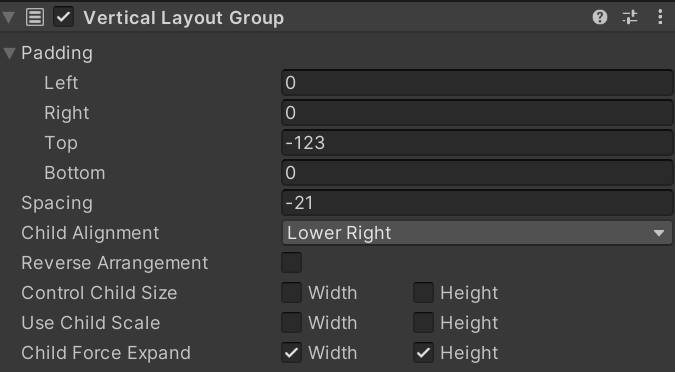 Vertical Layout Group
Padding
Left 0
Right 0
Top -123
Bottom 0
Spacing -21
Child Alignment Lower Right
Reverse Arrangement
Control Child Size Width Height
Use Child Scale Width Height
Child Force Expand Width Height